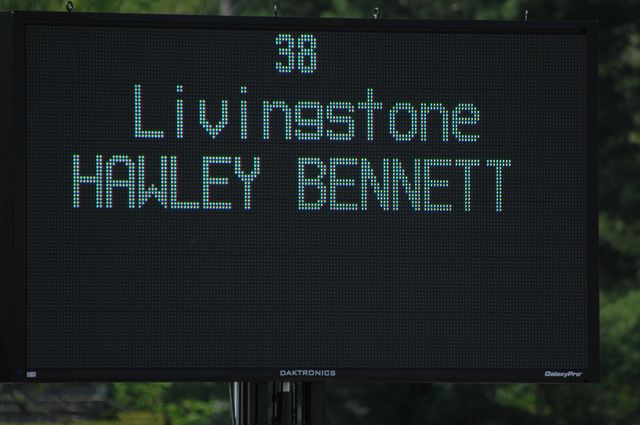 38
Livingstone
HAWLEY BENNETT
DAKTRONICS
GalaxyPro